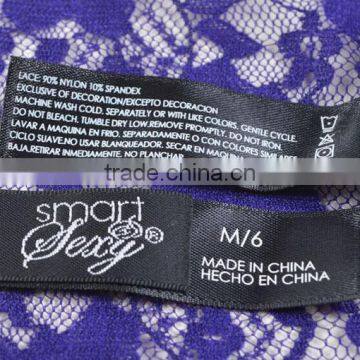 LACE: 90% NYLON 10% SPANDEX
EXCLUSIVE OF DECORATION/EXCEPTO DECORACION
MACHINE WASH COLD. SEPARATELY OR WITH LIKE COLORS, GENTLE CYCLE.
DO NOT BLEACH. TUMBLE DRY LOW.REMOVE PROMPTLY. DO NOT IRON.
LAVAR A MAQUINA EN FRIO. SEPARADAMENTE O CON COLORES SIMILARES
CICLO SUAVE.NO USAR BLANQUEADOR. SECAR EN MAQUINA A TEMPERATURA
BAJA.RETIRAR INMEDIAMENTE. NO PLANCHAR
tradechina.com
smart
Sexy ®
M/6
MADE IN CHINA
HECHO EN CHINA